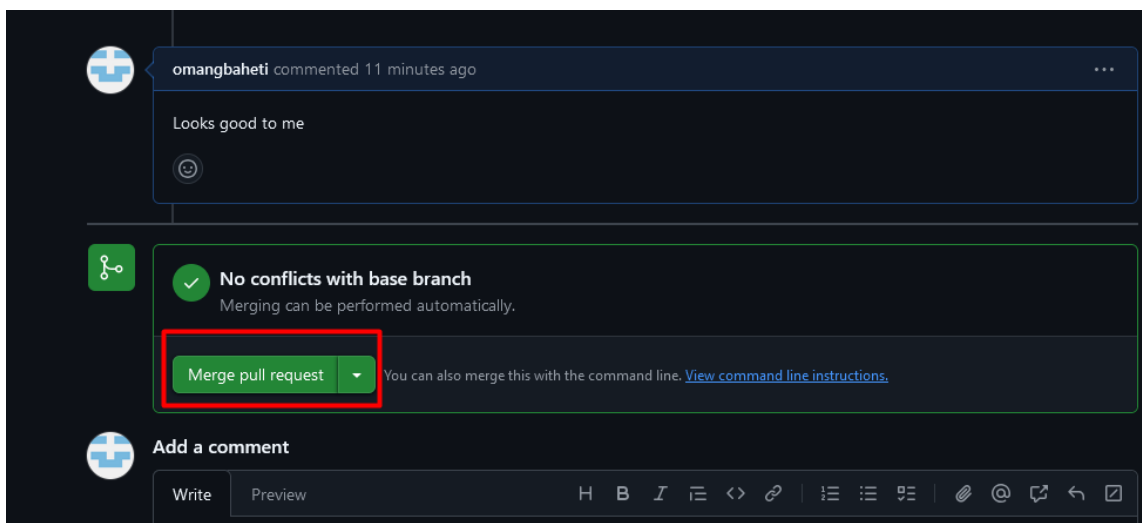 omangbaheti commented 11 minutes ago
Looks good to me
No conflicts with base branch
Merging can be performed automatically.
Merge pull request You can also merge this with the command line. View command line instructions.
Add a comment
Write Preview H B I